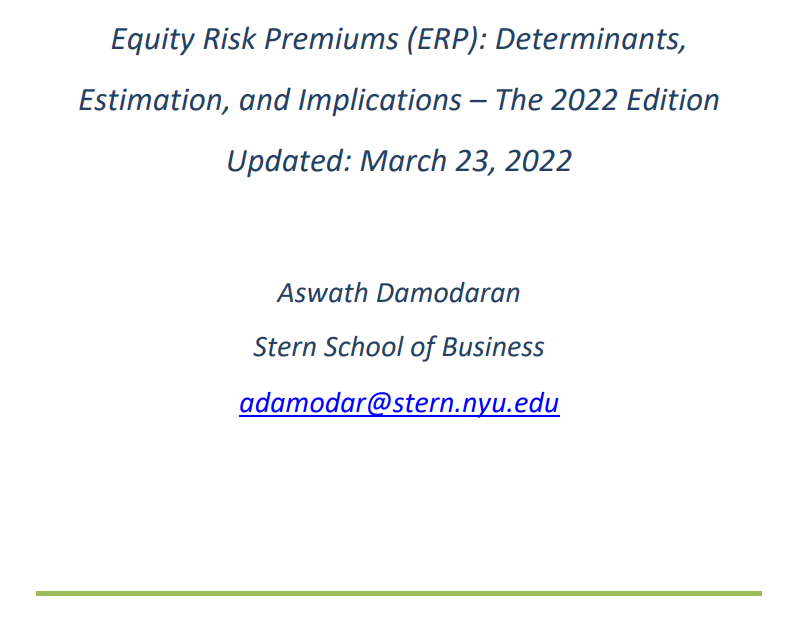 Equity Risk Premiums (ERP): Determinants,
Estimation, and Implications – The 2022 Edition
Updated: March 23, 2022
Aswath Damodaran
Stern School of Business
adamodar@stern.nyu.edu